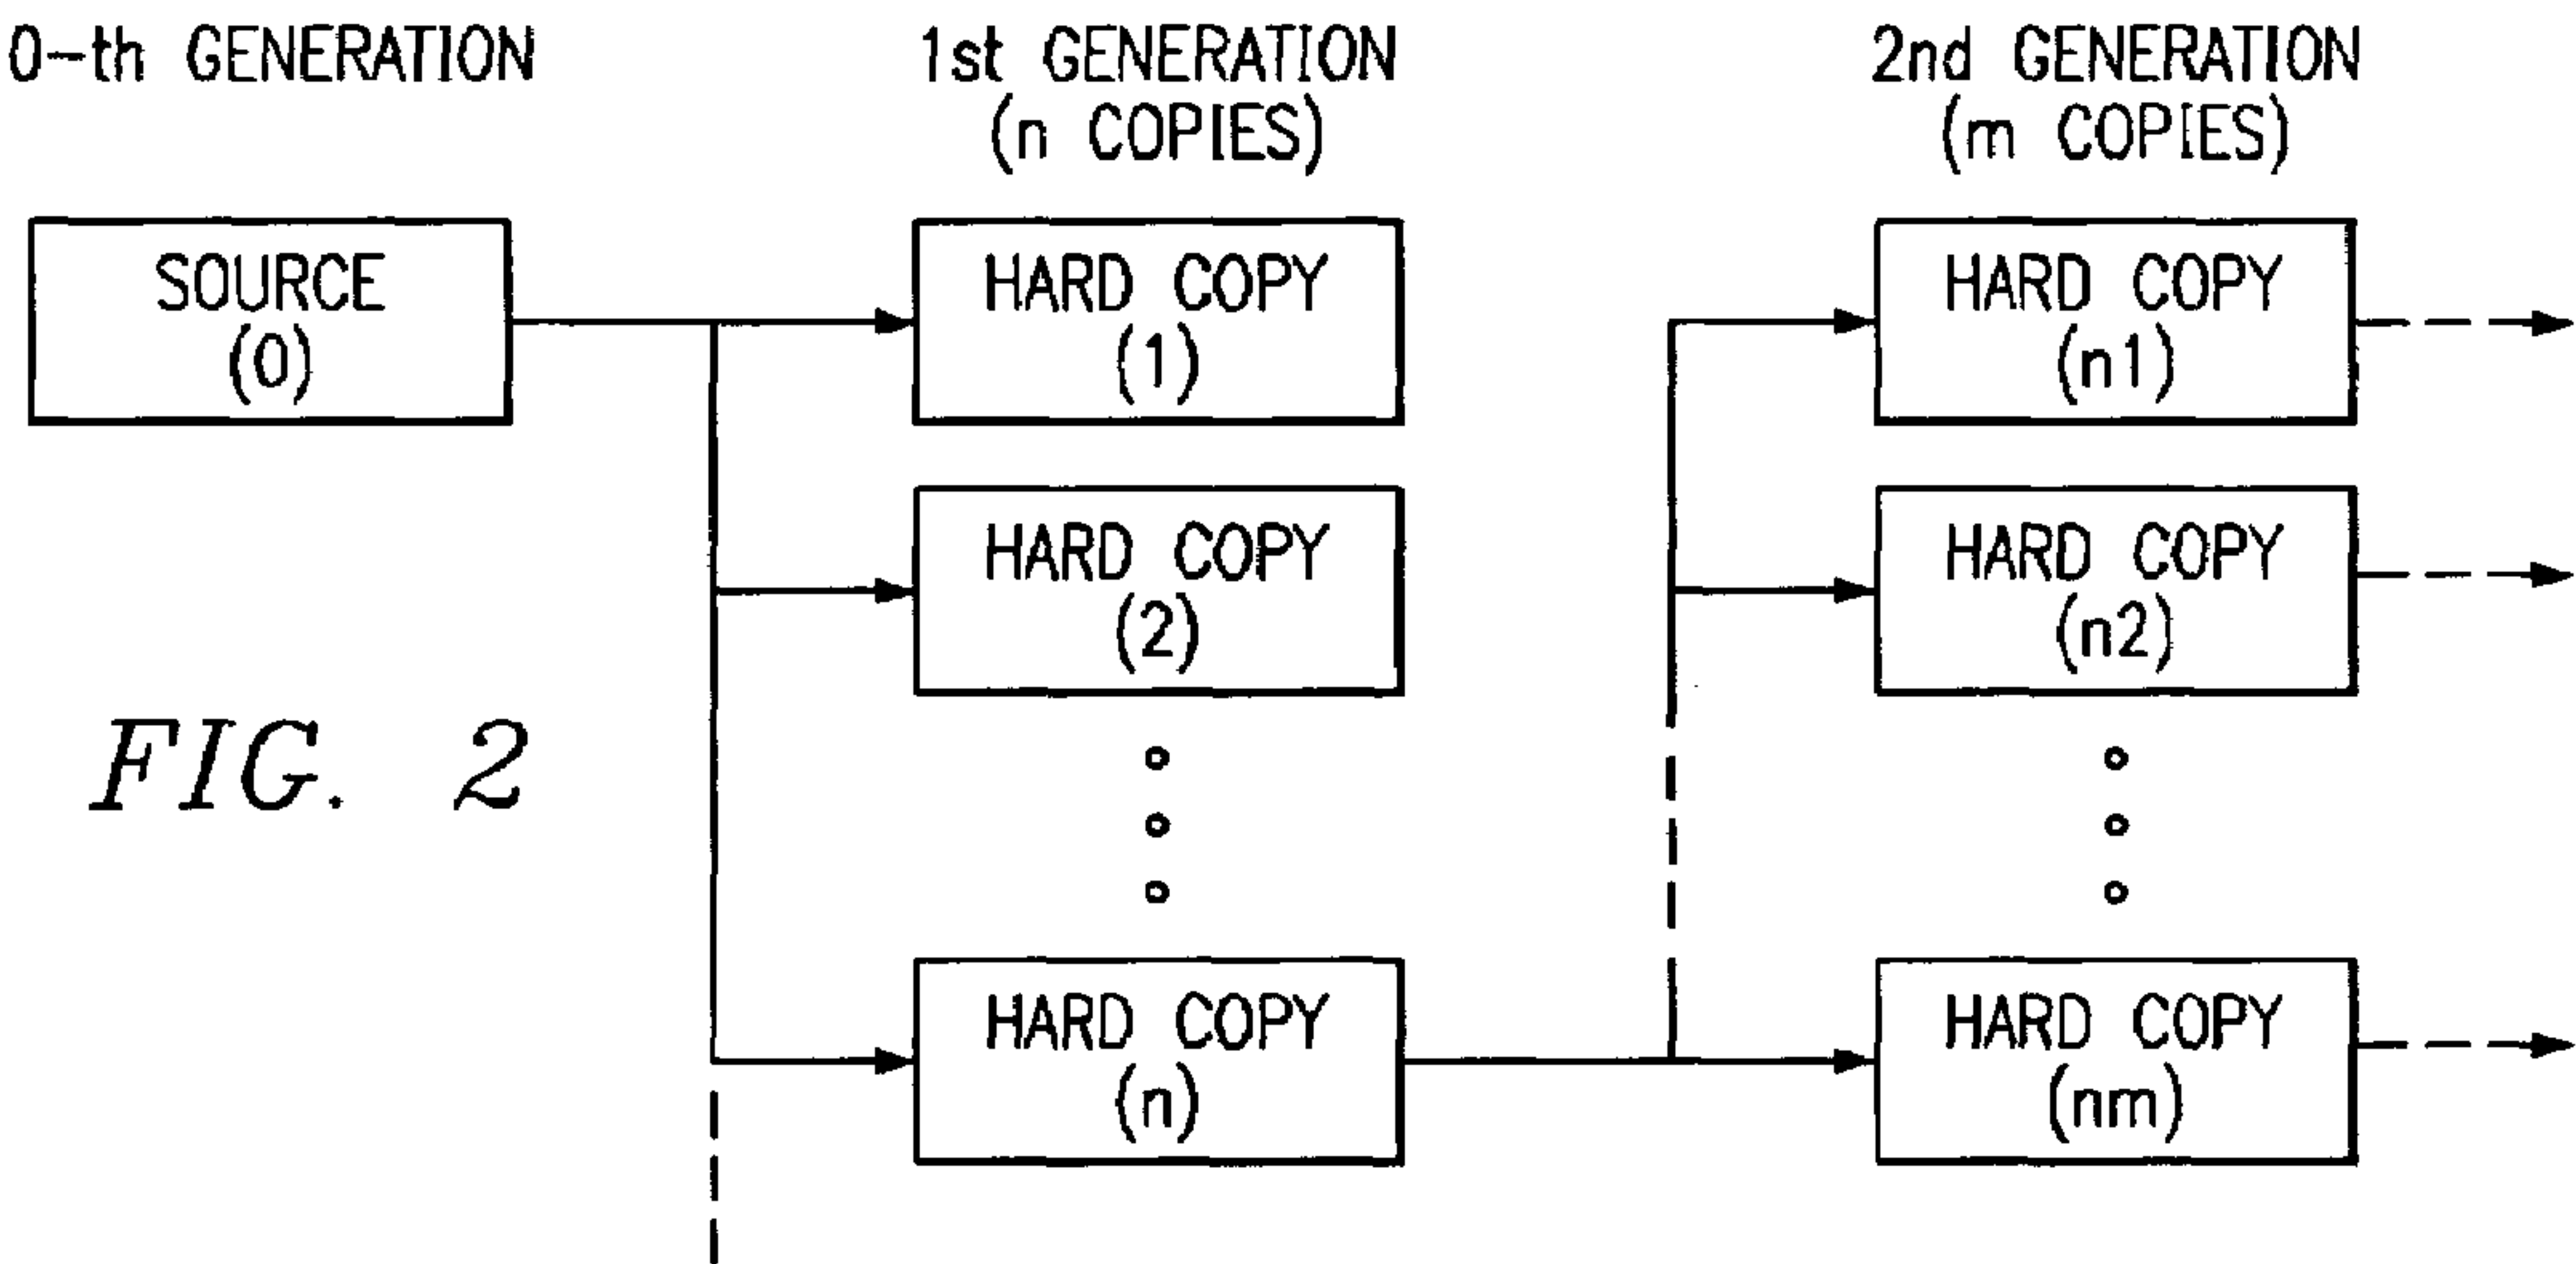 0-th GENERATION
1st GENERATION
(n COPIES)
2nd GENERATION
(m COPIES)
SOURCE
(0)
HARD COPY
(1)
HARD COPY
(n1)
HARD COPY
(2)
HARD COPY
(n2)
FIG. 2
HARD COPY
(n)
HARD COPY
(nm)